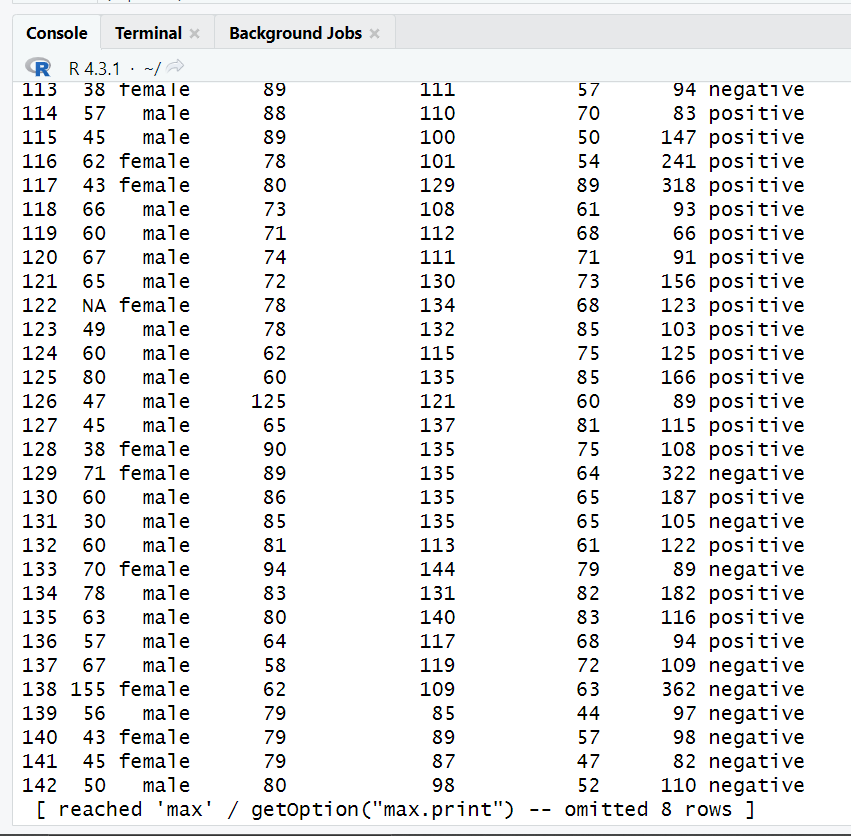 Console Terminal × Background Jobs ×
R R 4.3.1 · ~/
113 38 female 89 111 57 94 negative
114 57 male 88 110 70 83 positive
115 45 male 89 100 50 147 positive
116 62 female 78 101 54 241 positive
117 43 female 80 129 89 318 positive
118 66 male 73 108 61 93 positive
119 60 male 71 112 68 66 positive
120 67 male 74 111 71 91 positive
121 65 male 72 130 73 156 positive
122 NA female 78 134 68 123 positive
123 49 male 78 132 85 103 positive
124 60 male 62 115 75 125 positive
125 80 male 60 135 85 166 positive
126 47 male 125 121 60 89 positive
127 45 male 65 137 81 115 positive
128 38 female 90 135 75 108 positive
129 71 female 89 135 64 322 negative
130 60 male 86 135 65 187 positive
131 30 male 85 135 65 105 negative
132 60 male 81 113 61 122 positive
133 70 female 94 144 79 89 negative
134 78 male 83 131 82 182 positive
135 63 male 80 140 83 116 positive
136 57 male 64 117 68 94 positive
137 67 male 58 119 72 109 negative
138 155 female 62 109 63 362 negative
139 56 male 79 85 44 97 negative
140 43 female 79 89 57 98 negative
141 45 female 79 87 47 82 negative
142 50 male 80 98 52 110 negative
[ reached 'max' / getOption("max.print") -- omitted 8 rows ]